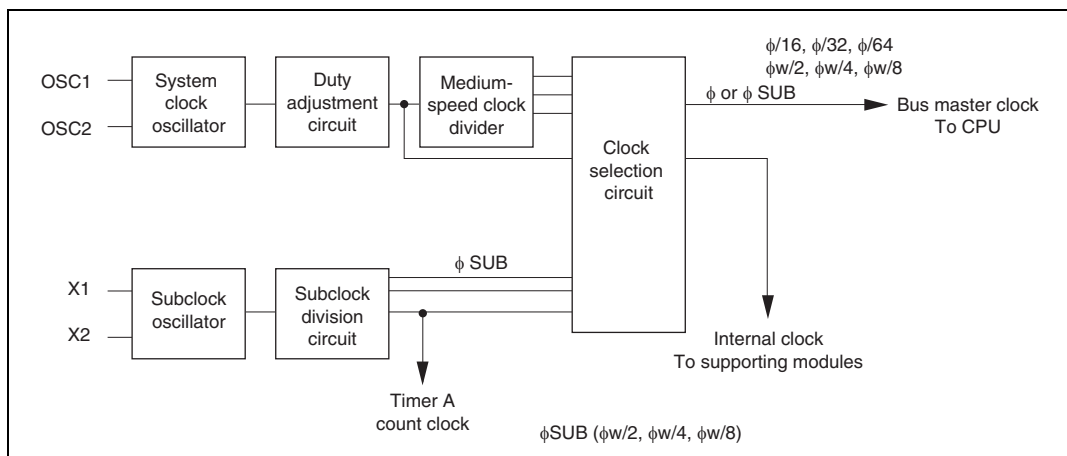 OSC1
OSC2
System
clock
oscillator
Duty
adjustment
circuit
Medium-
speed clock
divider
Clock
selection
circuit
ϕ/16, ϕ/32, ϕ/64
ϕw/2, ϕw/4, ϕw/8
ϕ or ϕ SUB
Bus master clock
To CPU
X1
X2
Subclock
oscillator
Subclock
division
circuit
ϕ SUB
Timer A
count clock
Internal clock
To supporting modules
ϕSUB (ϕw/2, ϕw/4, ϕw/8)